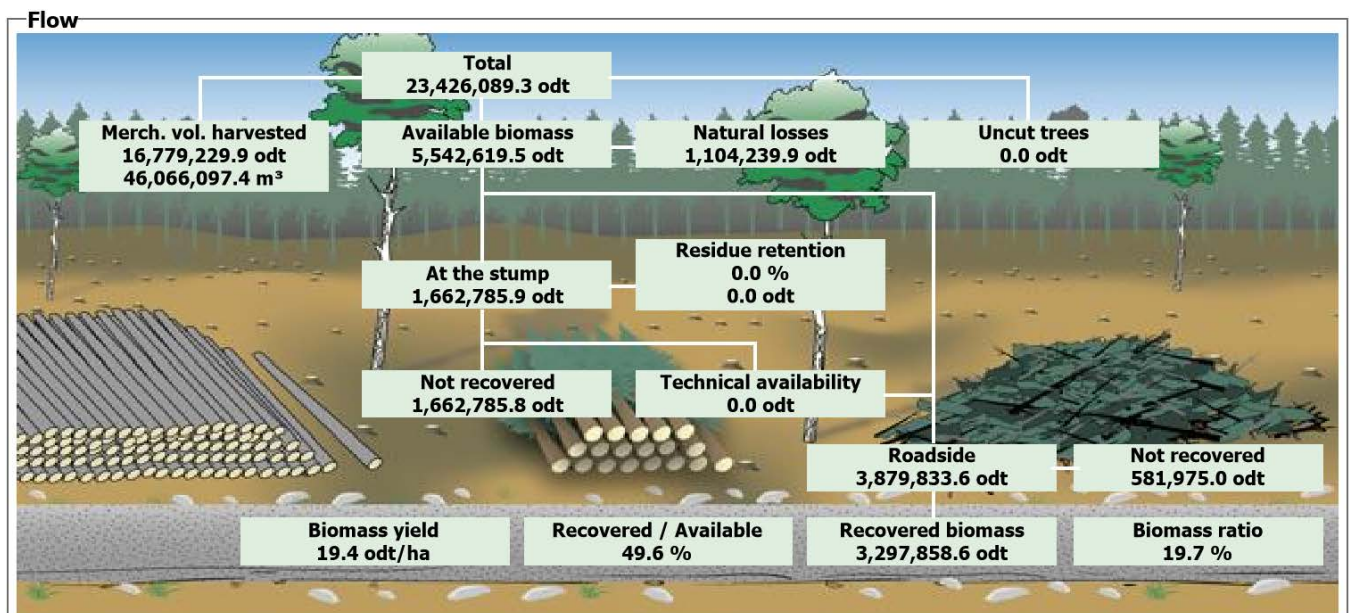 Flow
Total
23,426,089.3 odt
Merch. vol. harvested
16,779,229.9 odt
46,066,097.4 m³
Available biomass
5,542,619.5 odt
Natural losses
1,104,239.9 odt
Uncut trees
0.0 odt
Residue retention
0.0 %
0.0 odt
At the stump
1,662,785.9 odt
Not recovered
1,662,785.8 odt
Technical availability
0.0 odt
Roadside
3,879,833.6 odt
Not recovered
581,975.0 odt
Biomass yield
19.4 odt/ha
Recovered / Available
49.6 %
Recovered biomass
3,297,858.6 odt
Biomass ratio
19.7 %